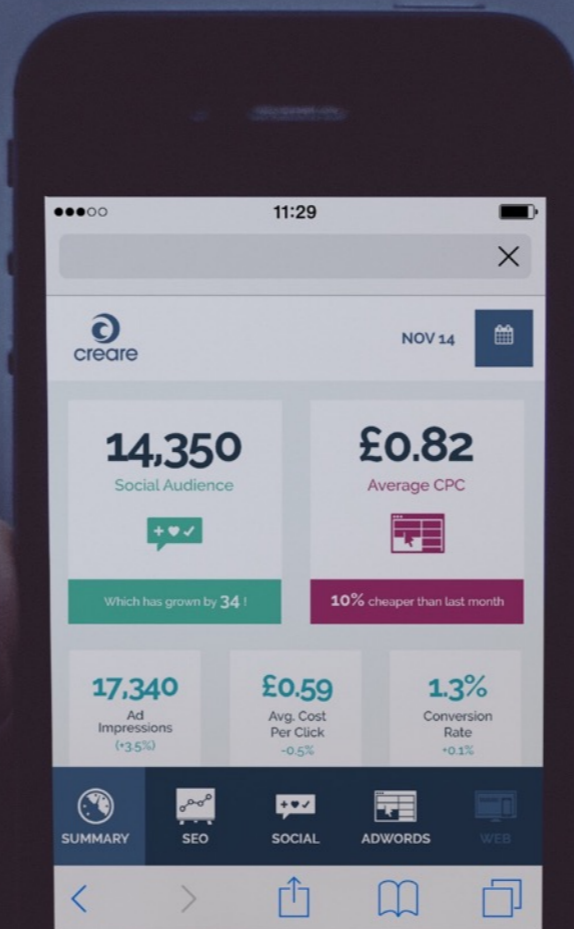 11:29
creare
NOV 14
14,350
Social Audience
Which has grown by 34 !
£0.82
Average CPC
10% cheaper than last month
17,340
Ad
Impressions
(+3.5%)
£0.59
Avg. Cost
Per Click
-0.5%
1.3%
Conversion
Rate
+0.1%
SUMMARY
SEO
SOCIAL
ADWORDS
WEB